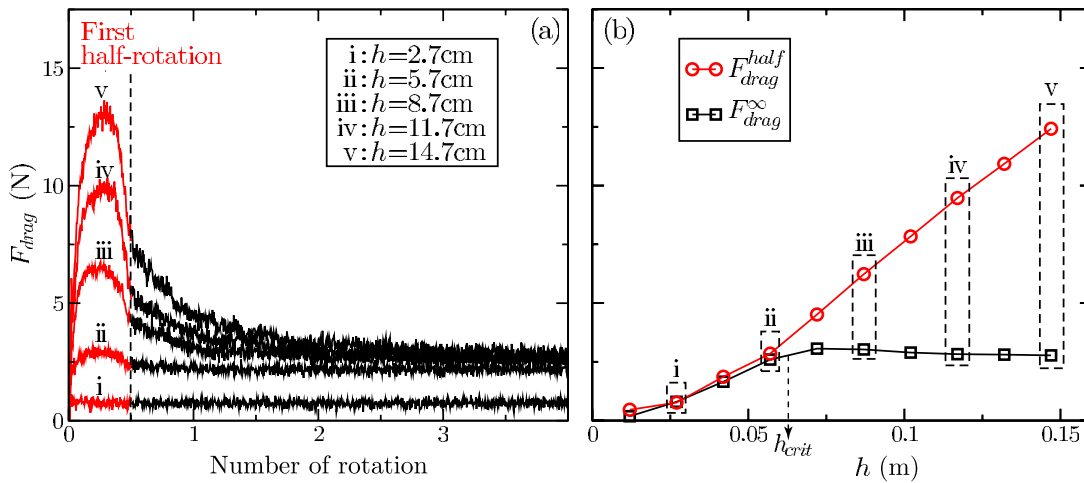 First
half-rotation
(a)
i: h=2.7cm
ii: h=5.7cm
iii: h=8.7cm
iv: h=11.7cm
v: h=14.7cm
v
iv
iii
ii
i
15
10
5
0
F_drag (N)
0 1 2 3
Number of rotation
(b)
F_drag^half
F_drag^∞
i
ii
iii
iv
v
0 0.05 0.1 0.15
h_crit
h (m)